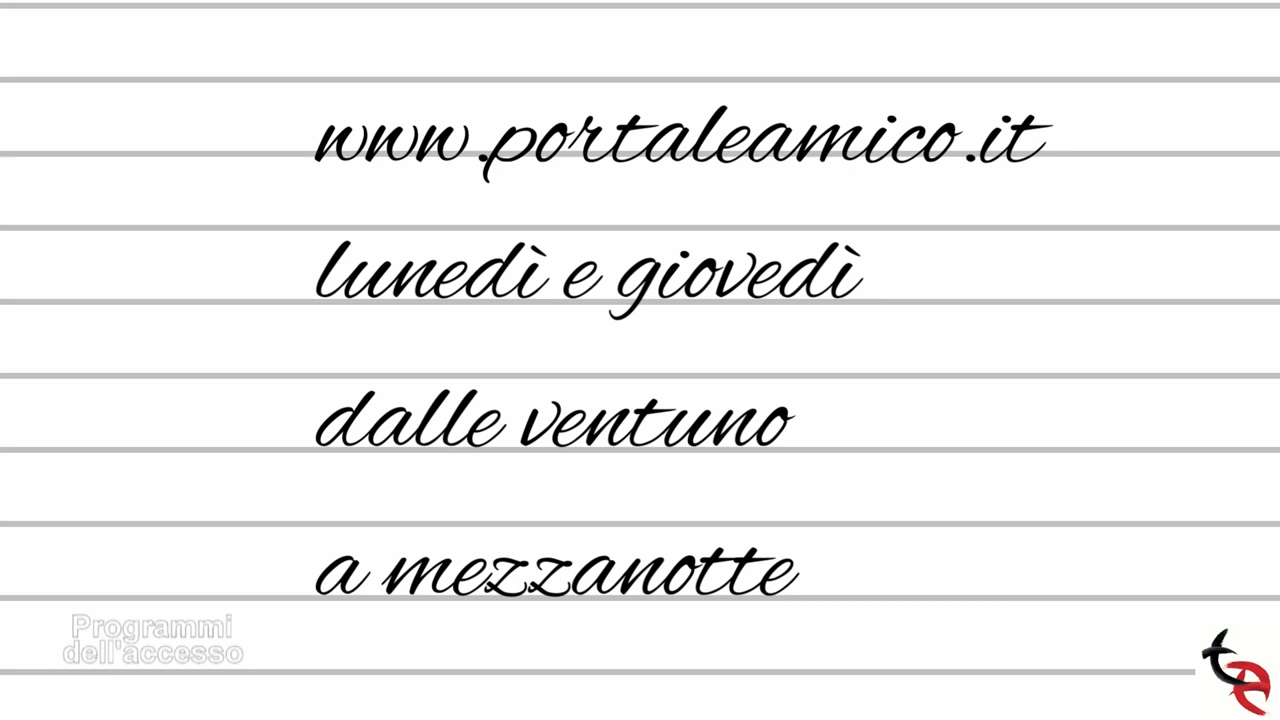 www.portaleamico.it
lunedì e giovedì
dalle ventuno
a mezzanotte
Programmi
dell'accesso